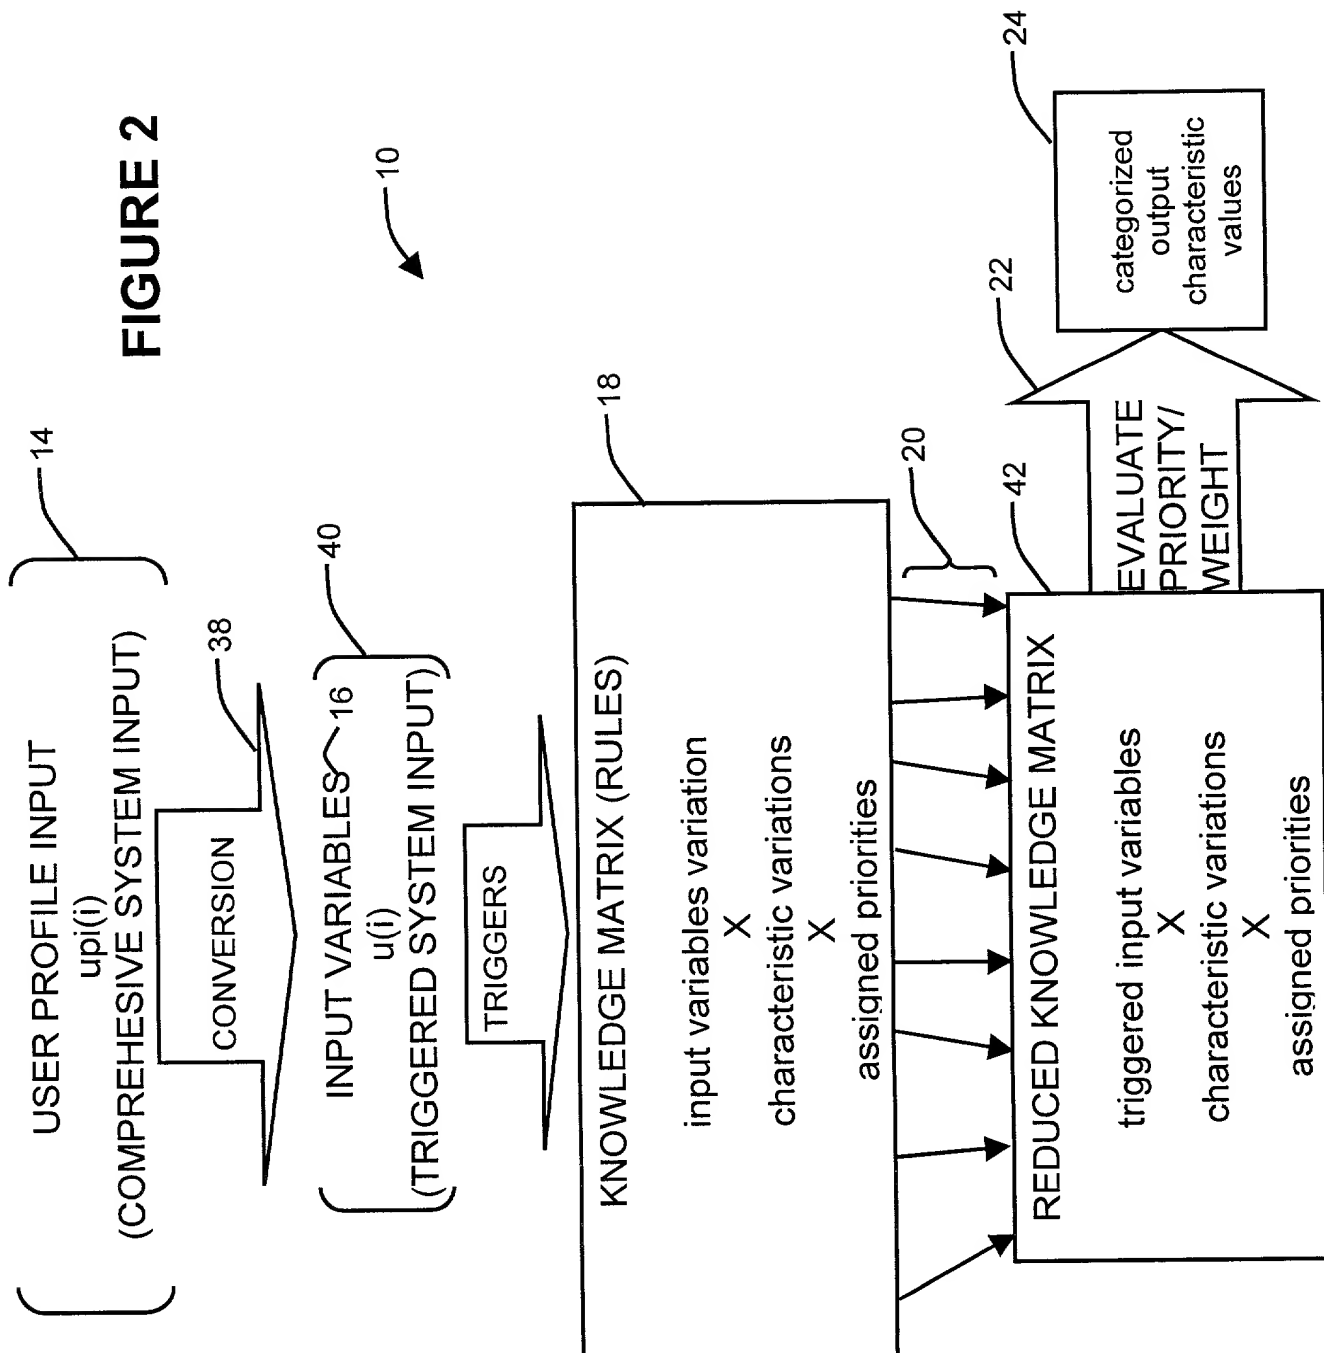 FIGURE 2
10
USER PROFILE INPUT
upi(i)
(COMPREHESIVE SYSTEM INPUT)
14
CONVERSION
38
INPUT VARIABLES
16
u(i)
(TRIGGERED SYSTEM INPUT)
40
TRIGGERS
KNOWLEDGE MATRIX (RULES)
input variables variation
X
characteristic variations
X
assigned priorities
18
20
REDUCED KNOWLEDGE MATRIX
triggered input variables
X
characteristic variations
X
assigned priorities
42
EVALUATE
PRIORITY/
WEIGHT
22
categorized
output
characteristic
values
24